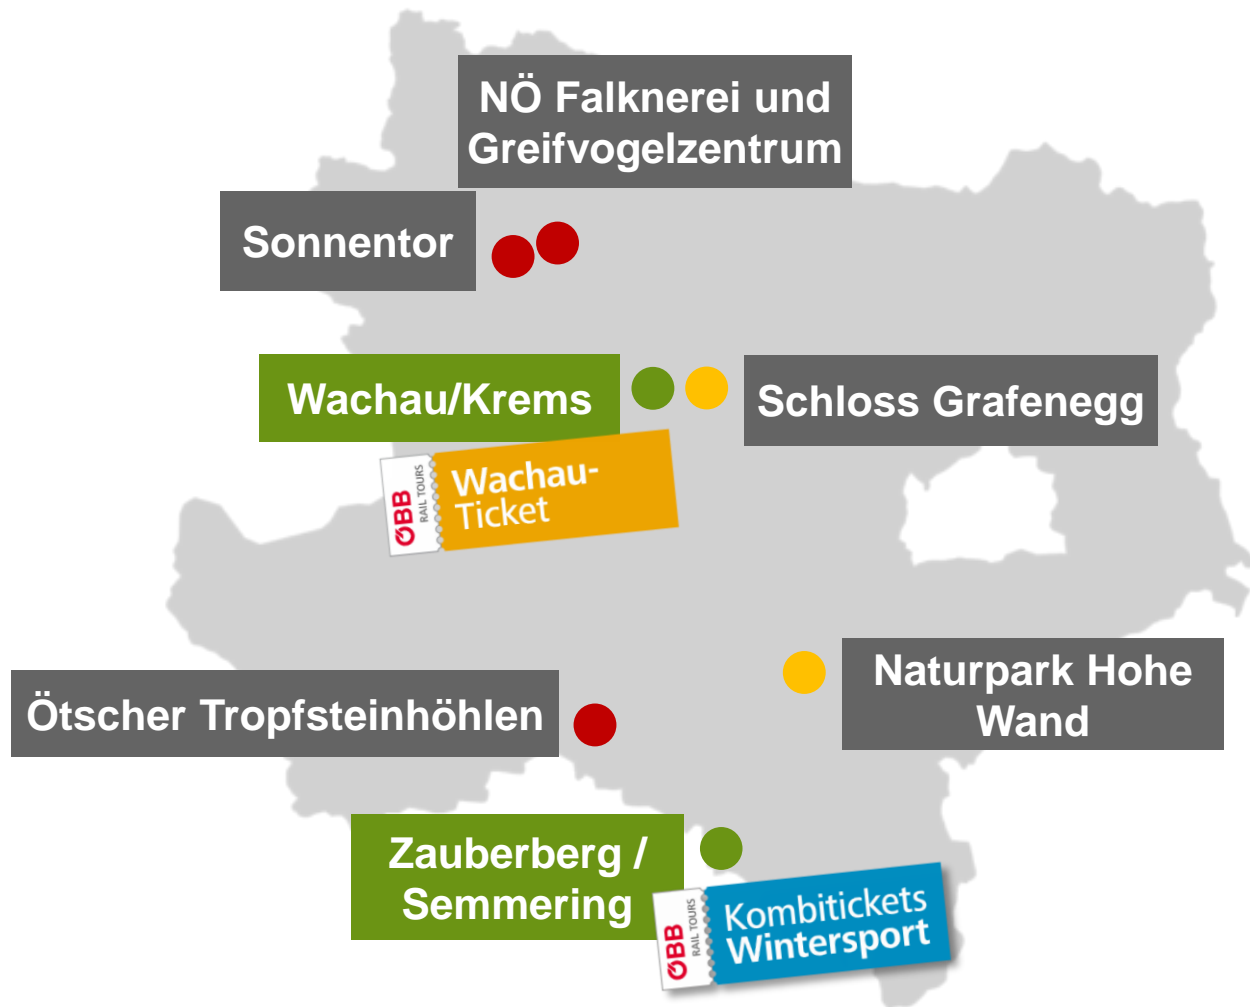 NÖ Falknerei und
Greifvogelzentrum
Sonnentor
Wachau/Krems
Schloss Grafenegg
ÖBB
RAIL TOURS
Wachau-
Ticket
Naturpark Hohe
Wand
Ötscher Tropfsteinhöhlen
Zauberberg /
Semmering
ÖBB
RAIL TOURS
Kombitickets
Wintersport